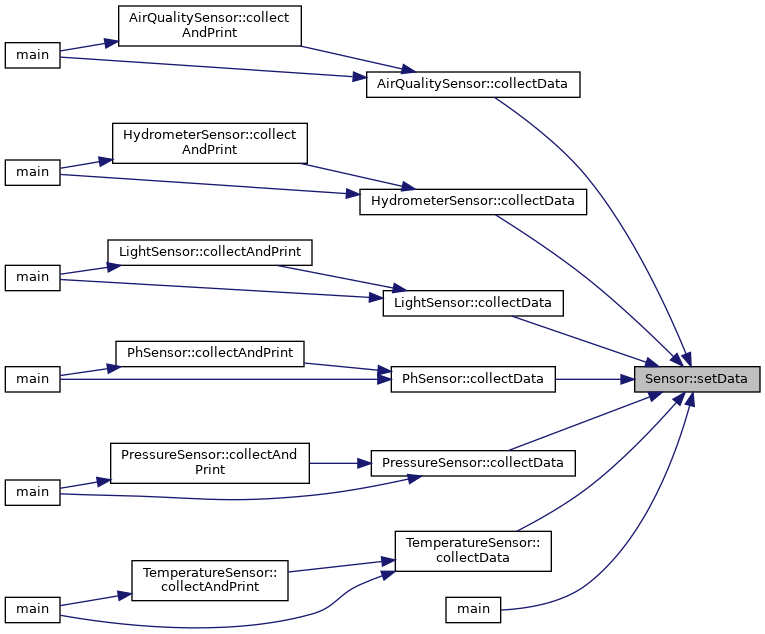 AirQualitySensor::collect
AndPrint
main
AirQualitySensor::collectData
HydrometerSensor::collect
AndPrint
main
HydrometerSensor::collectData
LightSensor::collectAndPrint
main
LightSensor::collectData
PhSensor::collectAndPrint
main
PhSensor::collectData
Sensor::setData
PressureSensor::collectAnd
Print
PressureSensor::collectData
main
TemperatureSensor::
collectData
TemperatureSensor::
collectAndPrint
main
main